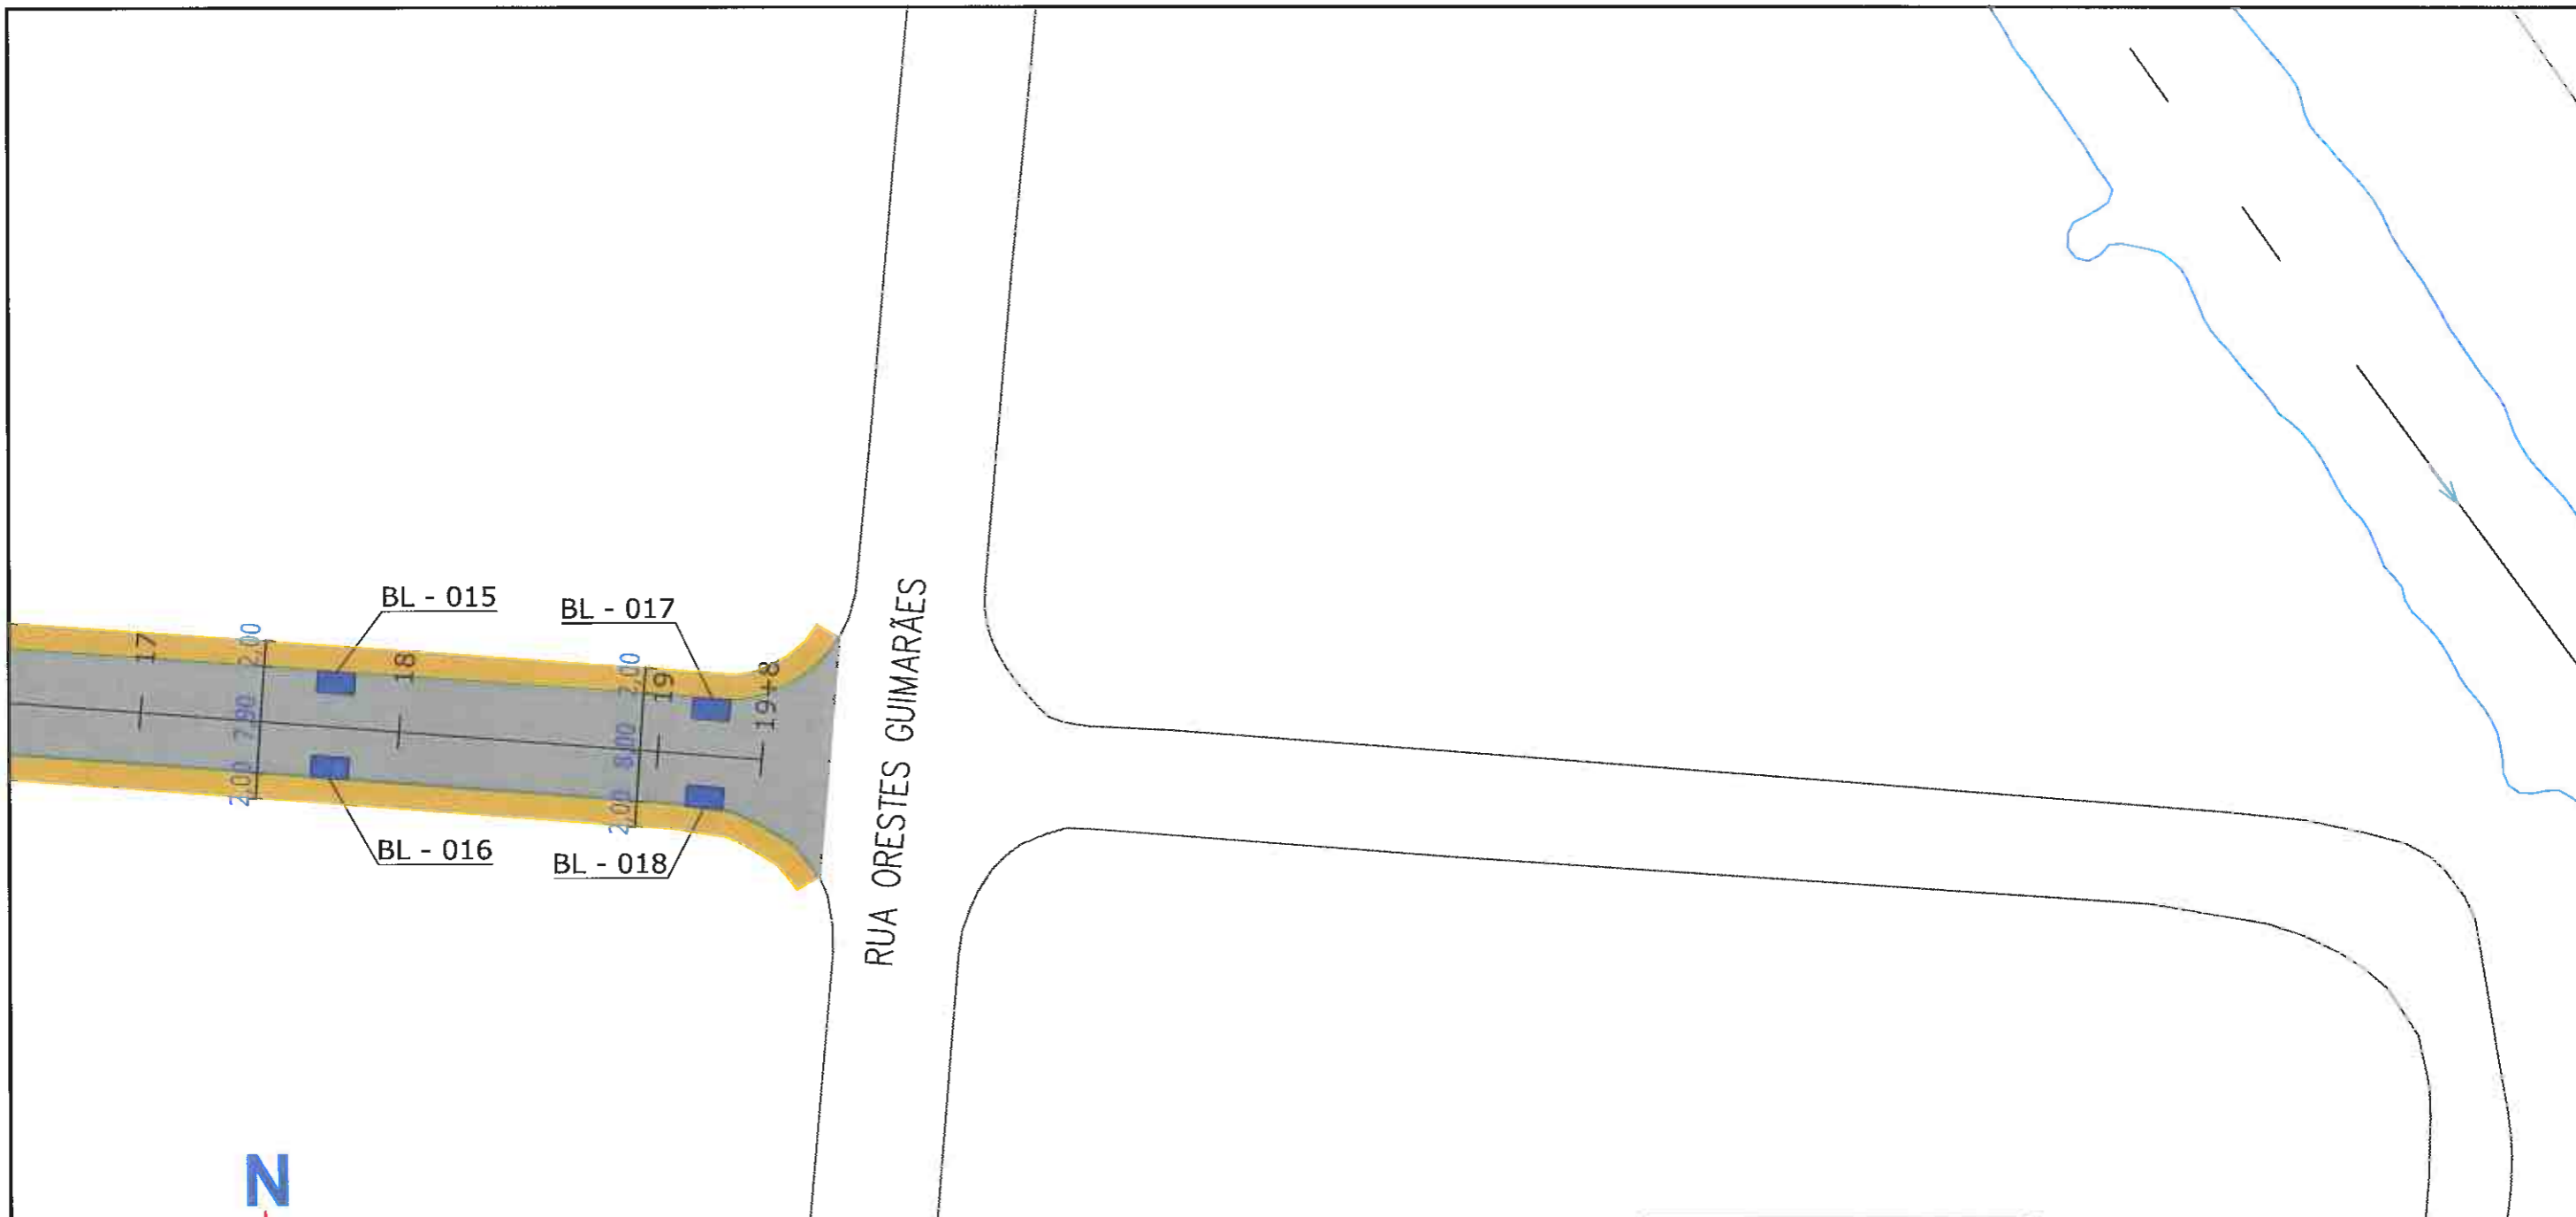 BL - 015
BL - 017
17
2,00
18
2,00
19
19+8
7,90
8,00
2,00
2,00
BL - 016
BL - 018
RUA ORESTES GUIMARÃES
N